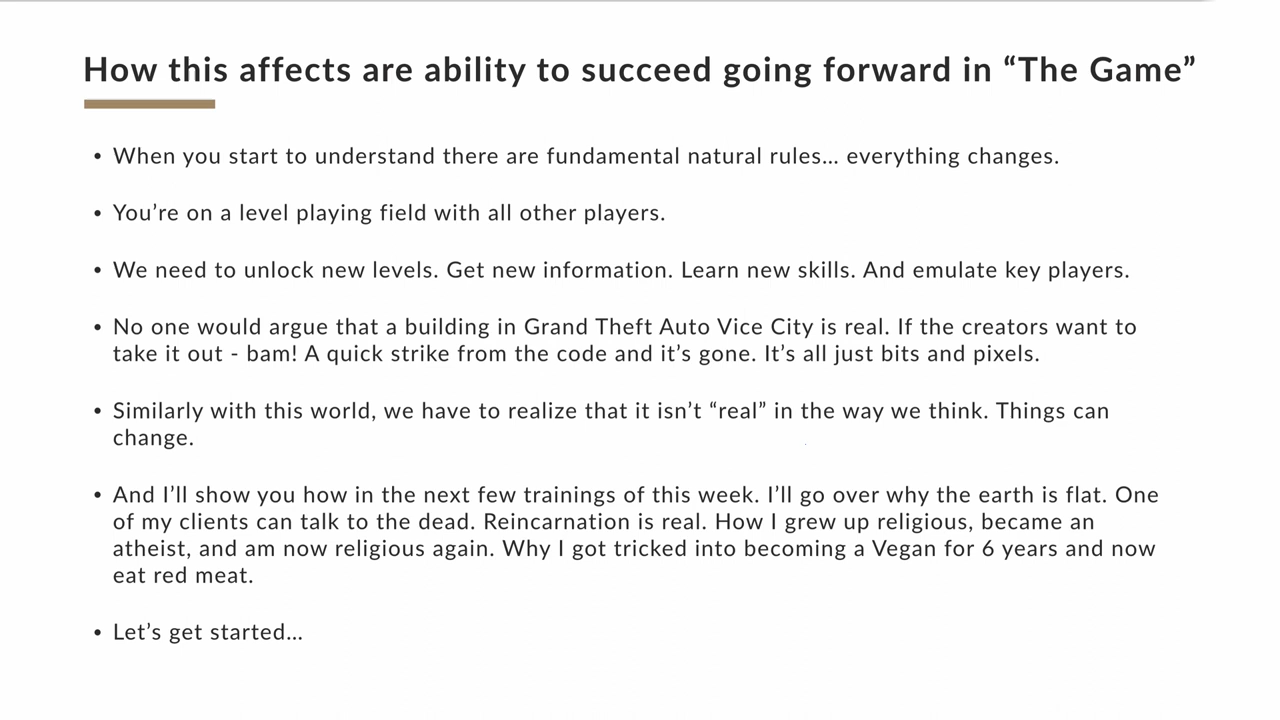 How this affects are ability to succeed going forward in “The Game”
• When you start to understand there are fundamental natural rules... everything changes.
• You’re on a level playing field with all other players.
• We need to unlock new levels. Get new information. Learn new skills. And emulate key players.
• No one would argue that a building in Grand Theft Auto Vice City is real. If the creators want to
take it out - bam! A quick strike from the code and it’s gone. It’s all just bits and pixels.
• Similarly with this world, we have to realize that it isn’t “real” in the way we think. Things can
change.
• And I’ll show you how in the next few trainings of this week. I’ll go over why the earth is flat. One
of my clients can talk to the dead. Reincarnation is real. How I grew up religious, became an
atheist, and am now religious again. Why I got tricked into becoming a Vegan for 6 years and now
eat red meat.
• Let’s get started...